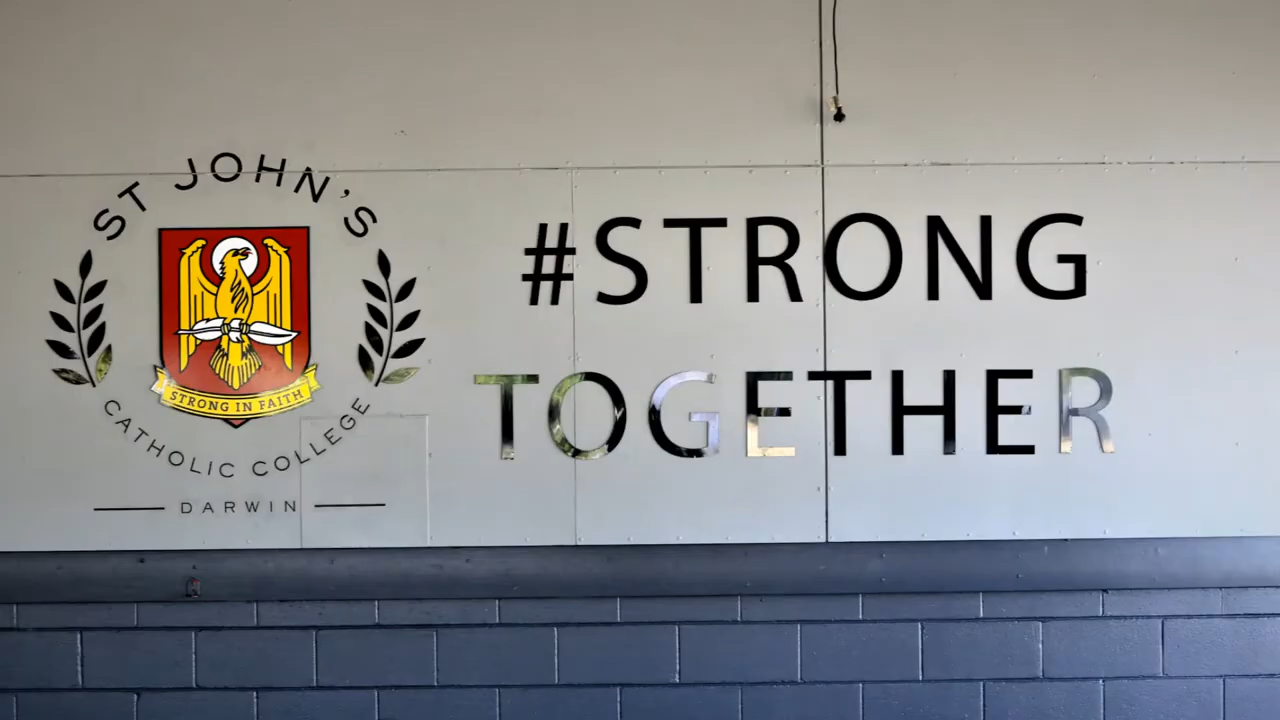 ST JOHN'S
STRONG IN FAITH
CATHOLIC COLLEGE
DARWIN
#STRONG
TOGETHER